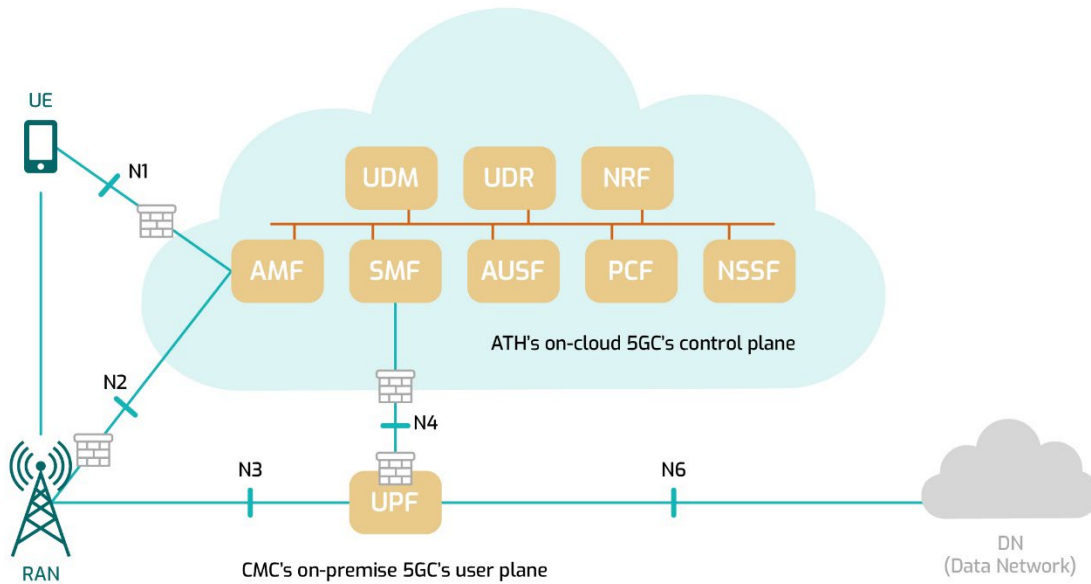 UE
N1
UDM
UDR
NRF
AMF
SMF
AUSF
PCF
NSSF
ATH's on-cloud 5GC's control plane
N2
N4
N3
N6
UPF
RAN
CMC's on-premise 5GC's user plane
DN
(Data Network)